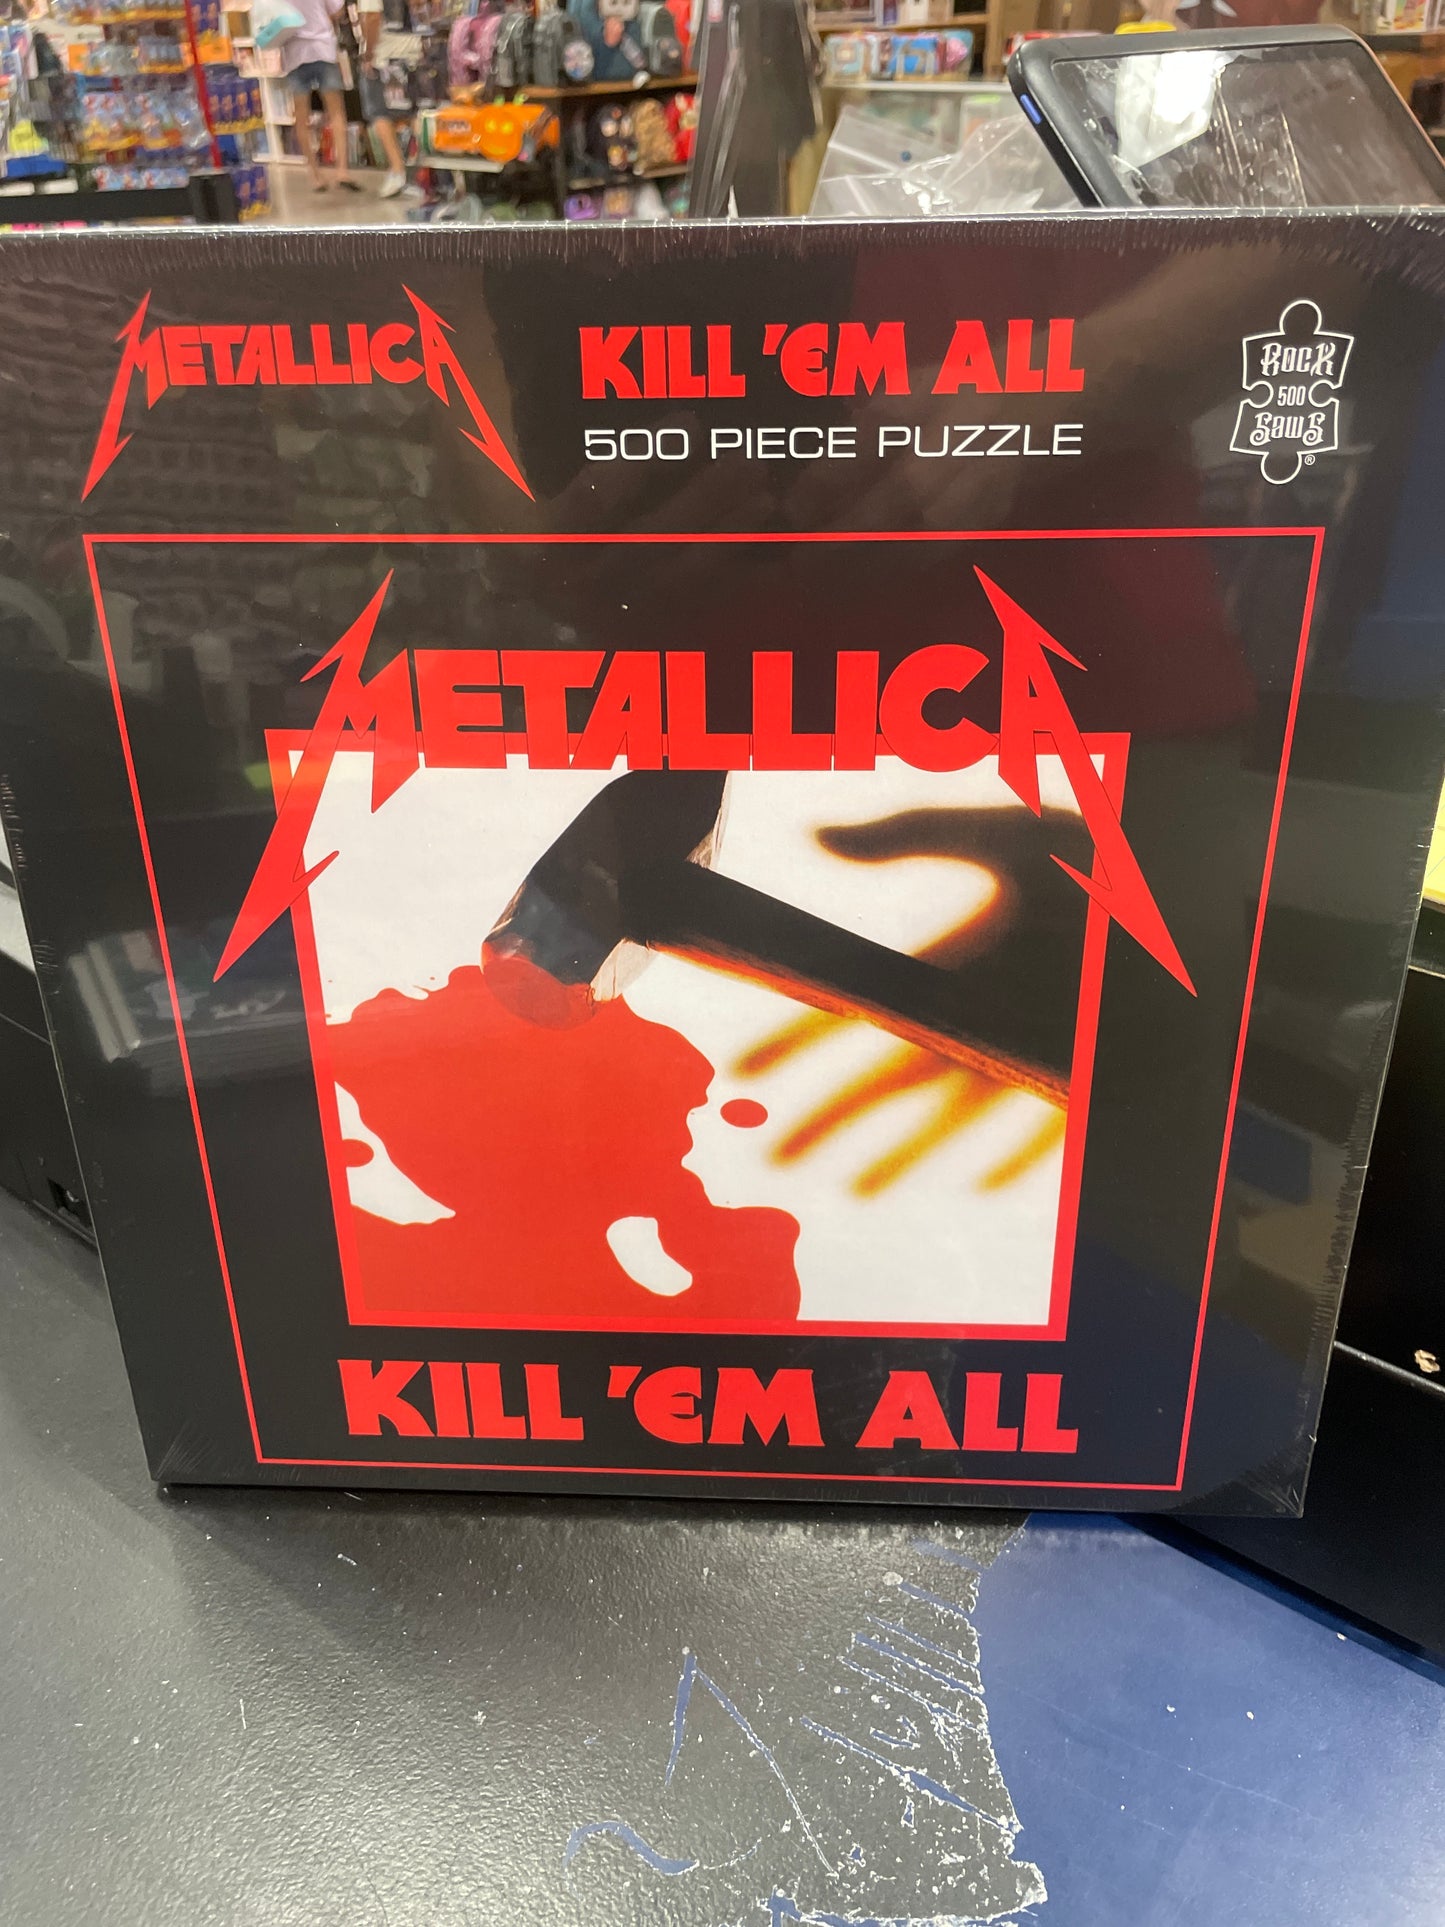 METALLICA
KILL 'EM ALL
500 PIECE PUZZLE
ROCK
500
SAWS
®
METALLICA
KILL 'EM ALL